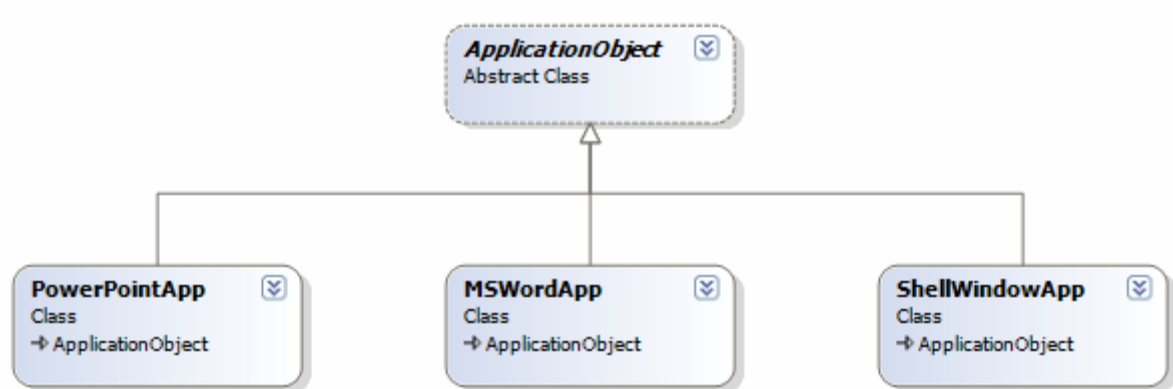 ApplicationObject
Abstract Class
PowerPointApp
Class
ApplicationObject
MSWordApp
Class
ApplicationObject
ShellWindowApp
Class
ApplicationObject